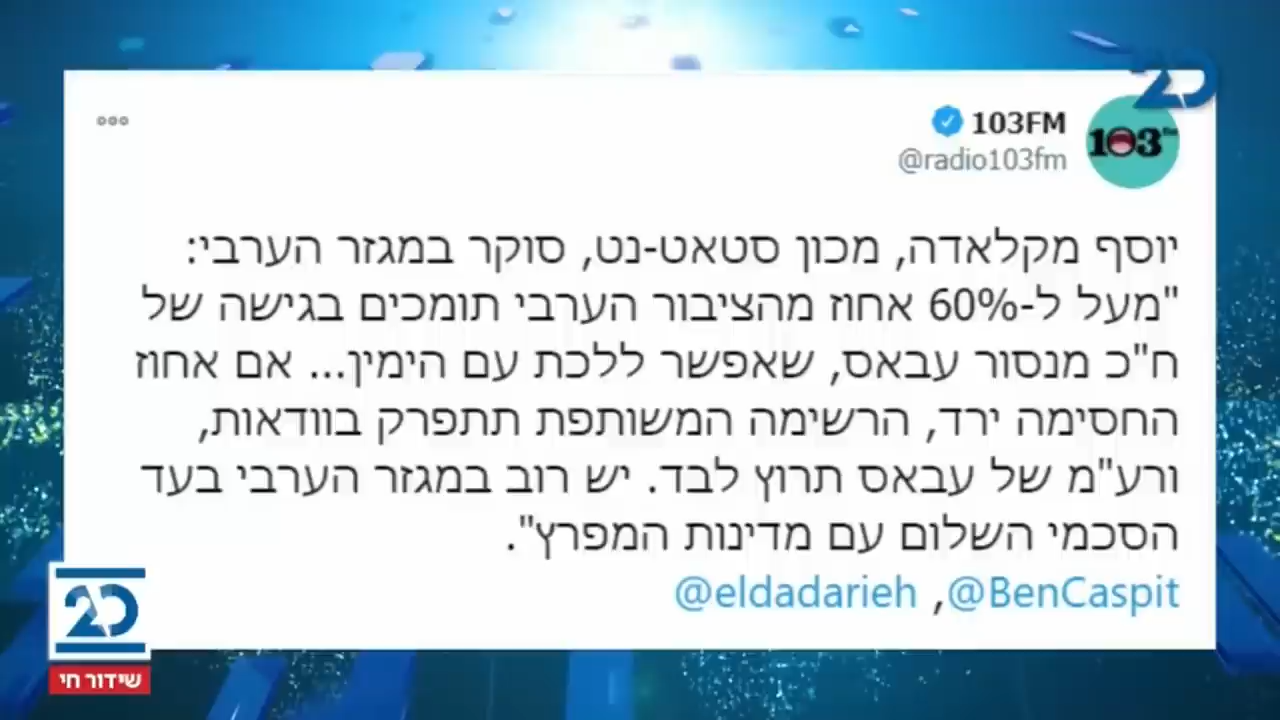 20
103FM
103fm
@radio103fm
יוסף מקלאדה, מכון סטאט-נט, סוקר במגזר הערבי:
"מעל ל-60% אחוז מהציבור הערבי תומכים בגישה של
ח"כ מנסור עבאס, שאפשר ללכת עם הימין... אם אחוז
החסימה ירד, הרשימה המשותפת תתפרק בוודאות,
ורע"מ של עבאס תרוץ לבד. יש רוב במגזר הערבי בעד
הסכמי השלום עם מדינות המפרץ".
@BenCaspit, @eldadarieh
20
שידור חי